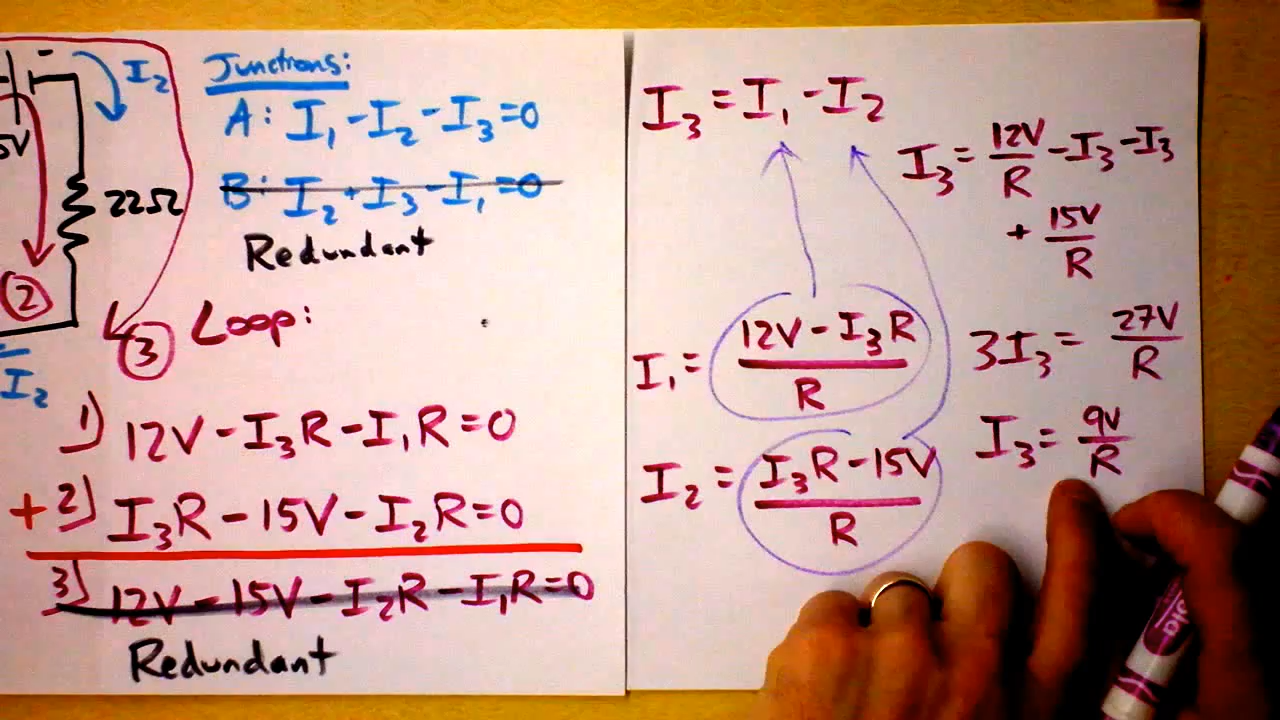 I₂
5V
22Ω
2
3
I₂
Junctions:
A: I₁ - I₂ - I₃ = 0
B: I₂ + I₃ - I₁ = 0
Redundant
Loop:
1) 12V - I₃R - I₁R = 0
+ 2) I₃R - 15V - I₂R = 0
3) 12V - 15V - I₂R - I₁R = 0
Redundant
I₃ = I₁ - I₂
I₁ = 12V - I₃R / R
I₂ = I₃R - 15V / R
I₃ = 12V/R - I₃ - I₃
+ 15V/R
3I₃ = 27V/R
I₃ = 9V/R